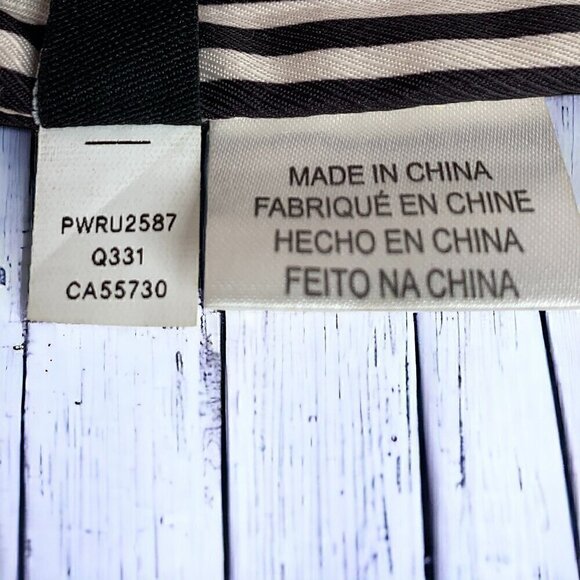 PWRU2587
Q331
CA55730
MADE IN CHINA
FABRIQUÉ EN CHINE
HECHO EN CHINA
FEITO NA CHINA